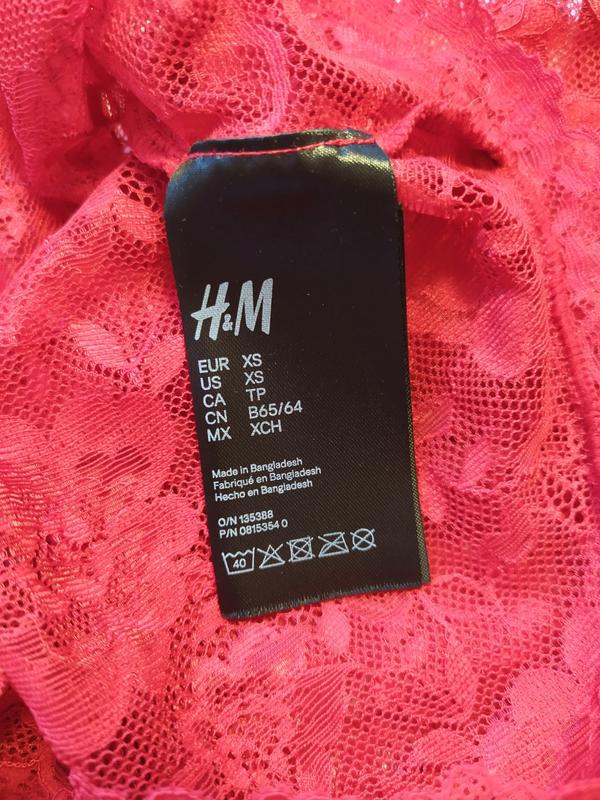 H&M
EUR XS
US XS
CA TP
CN B65/64
MX XCH
Made in Bangladesh
Fabriqué en Bangladesh
Hecho en Bangladesh
O/N 135388
P/N 0815354 0
40